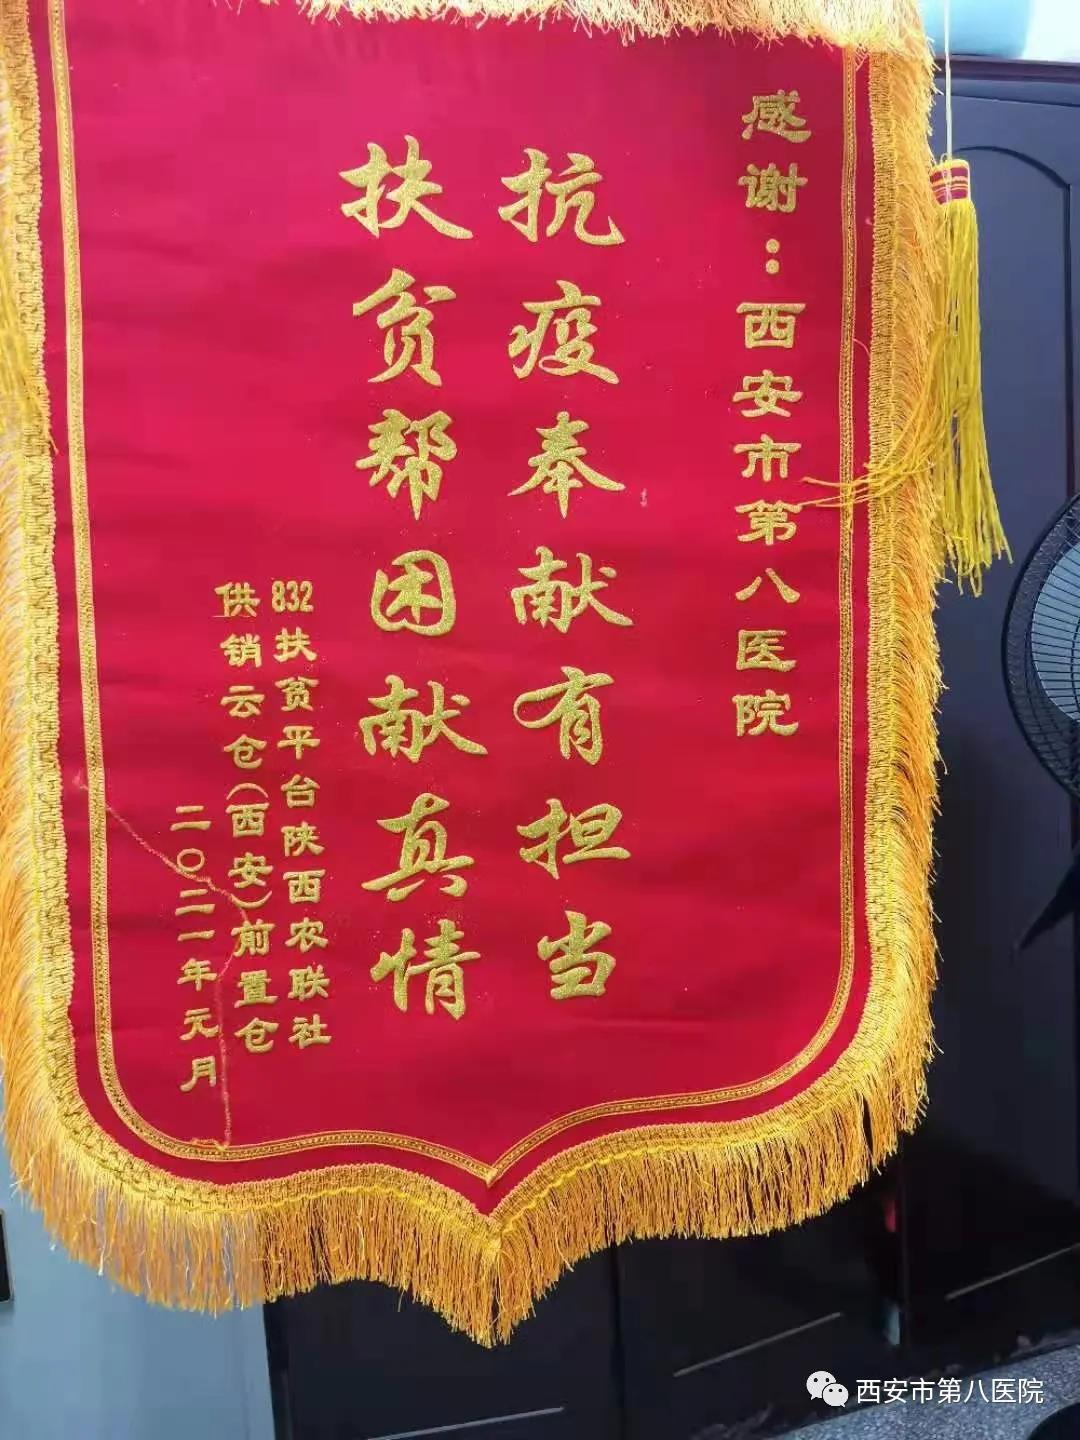 感谢：西安市第八医院
抗疫奉献有担当
扶贫帮困献真情
832扶贫平台陕西农联社
供销云仓（西安）前置仓
二〇二一年元月
西安市第八医院